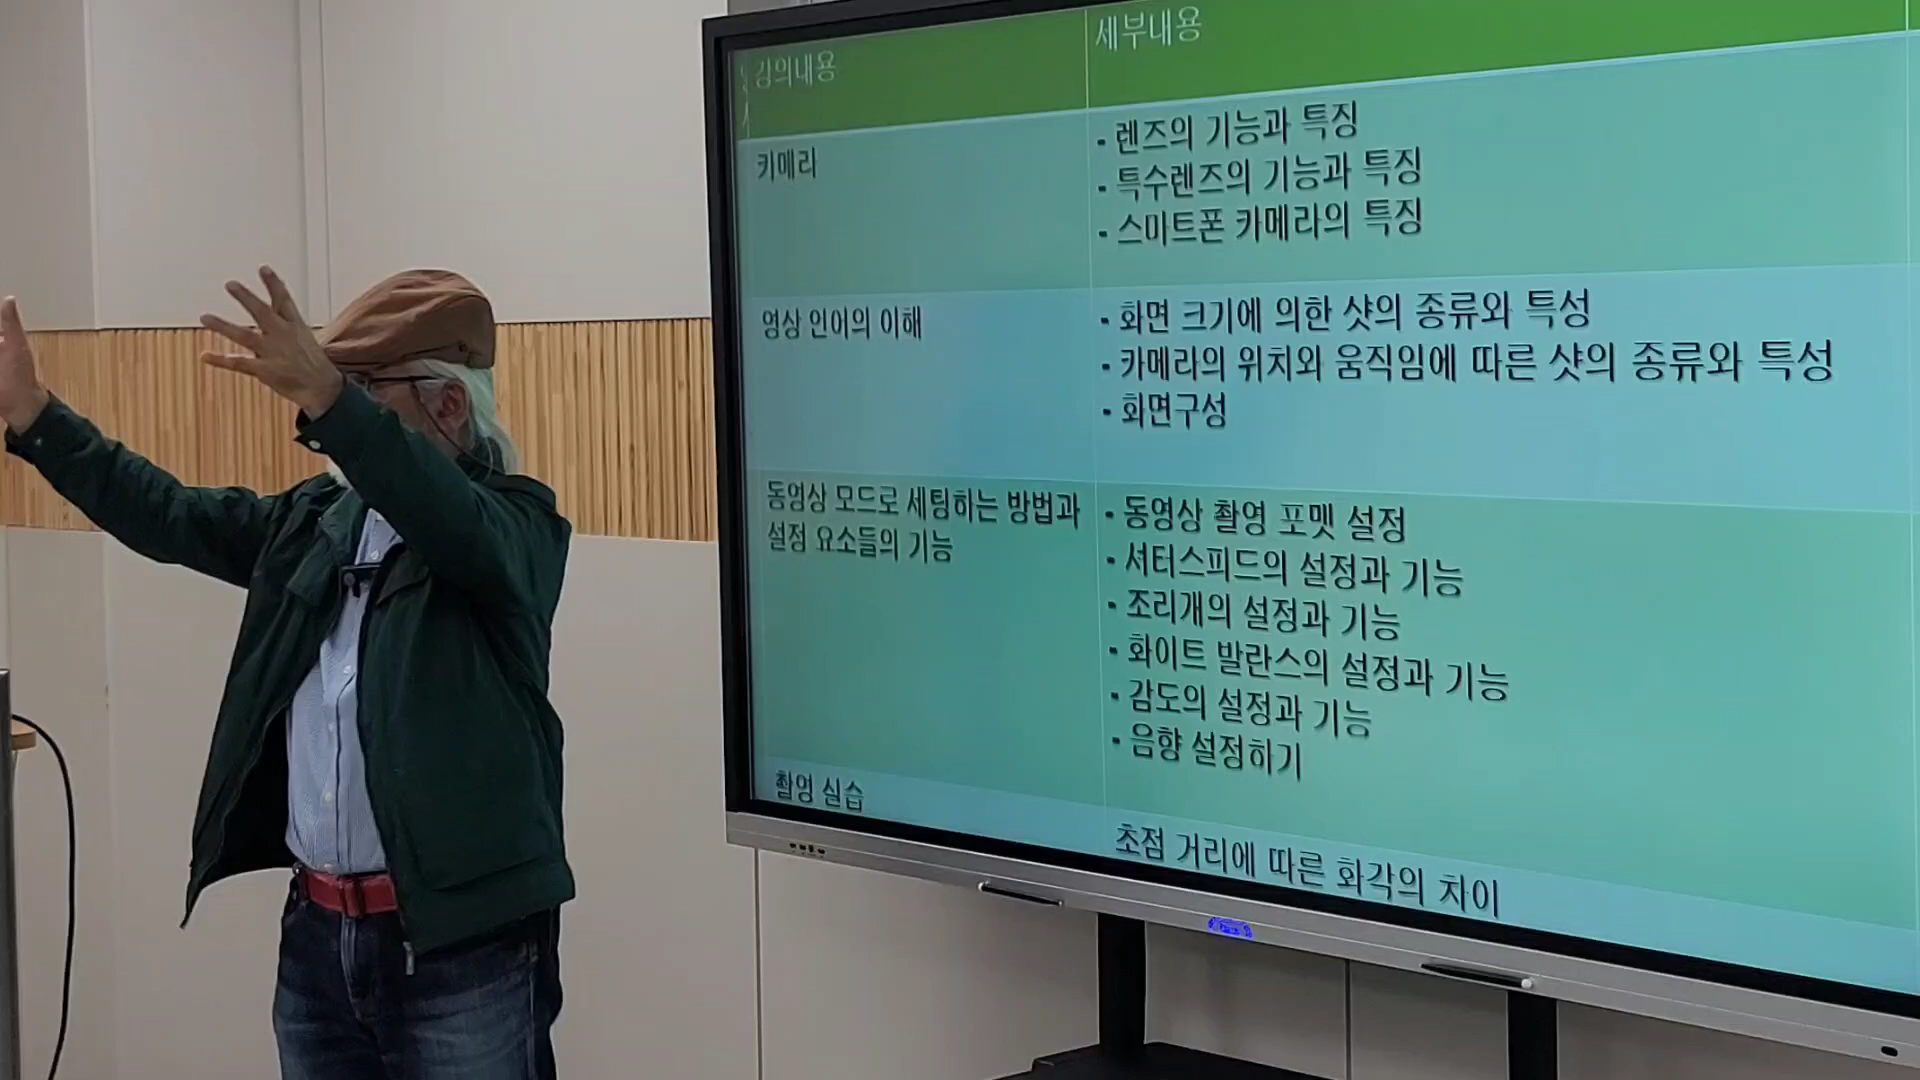 강의내용
세부내용
카메라
- 렌즈의 기능과 특징
- 특수렌즈의 기능과 특징
- 스마트폰 카메라의 특징
영상 언어의 이해
- 화면 크기에 의한 샷의 종류와 특성
- 카메라의 위치와 움직임에 따른 샷의 종류와 특성
- 화면구성
동영상 모드로 세팅하는 방법과
설정 요소들의 기능
- 동영상 촬영 포멧 설정
- 셔터스피드의 설정과 기능
- 조리개의 설정과 기능
- 화이트 발란스의 설정과 기능
- 감도의 설정과 기능
- 음향 설정하기
촬영 실습
초점 거리에 따른 화각의 차이